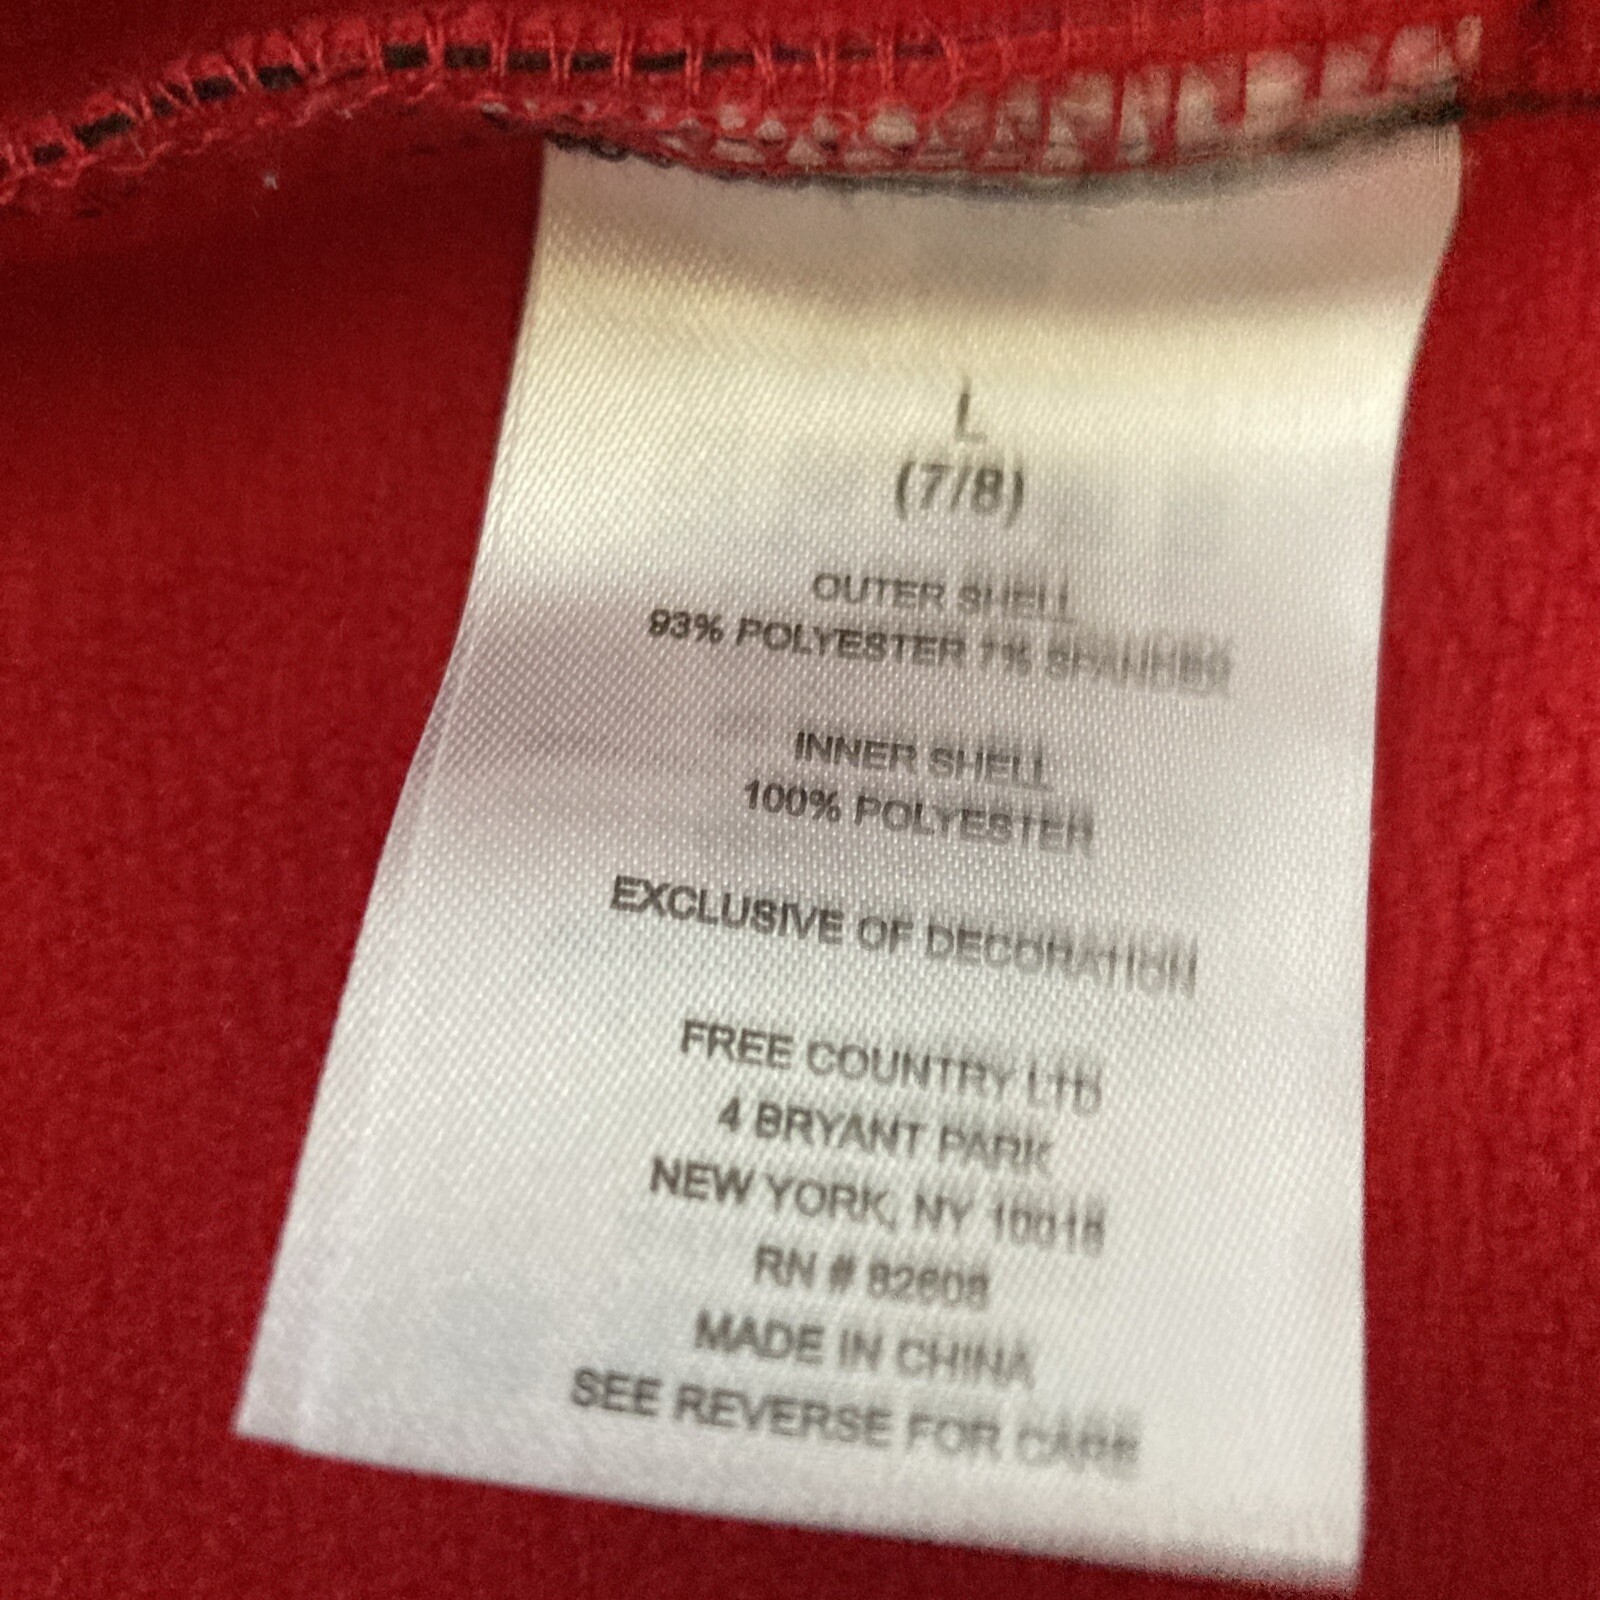 L
(7/8)
OUTER SHELL
93% POLYESTER 7% SPANDEX
INNER SHELL
100% POLYESTER
EXCLUSIVE OF DECORATION
FREE COUNTRY LTD
4 BRYANT PARK
NEW YORK, NY 10018
RN # 82608
MADE IN CHINA
SEE REVERSE FOR CARE